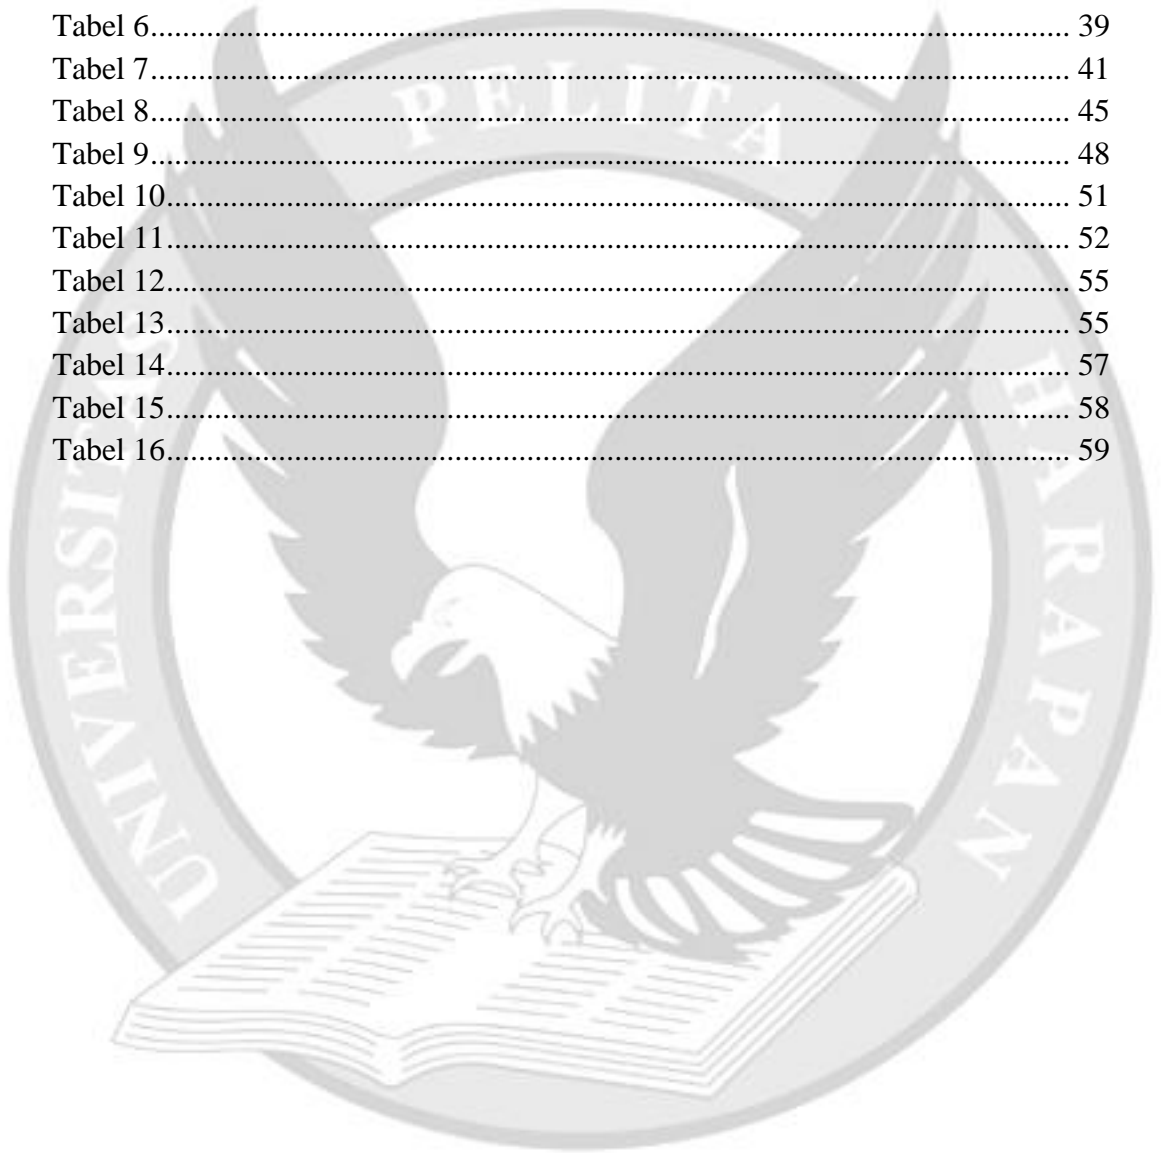 Tabel 6.......................................................................................................... 39
Tabel 7.......................................................................................................... 41
Tabel 8.......................................................................................................... 45
Tabel 9.......................................................................................................... 48
Tabel 10........................................................................................................ 51
Tabel 11........................................................................................................ 52
Tabel 12........................................................................................................ 55
Tabel 13........................................................................................................ 55
Tabel 14........................................................................................................ 57
Tabel 15........................................................................................................ 58
Tabel 16........................................................................................................ 59
UNIVERSITAS PELITA HARAPAN